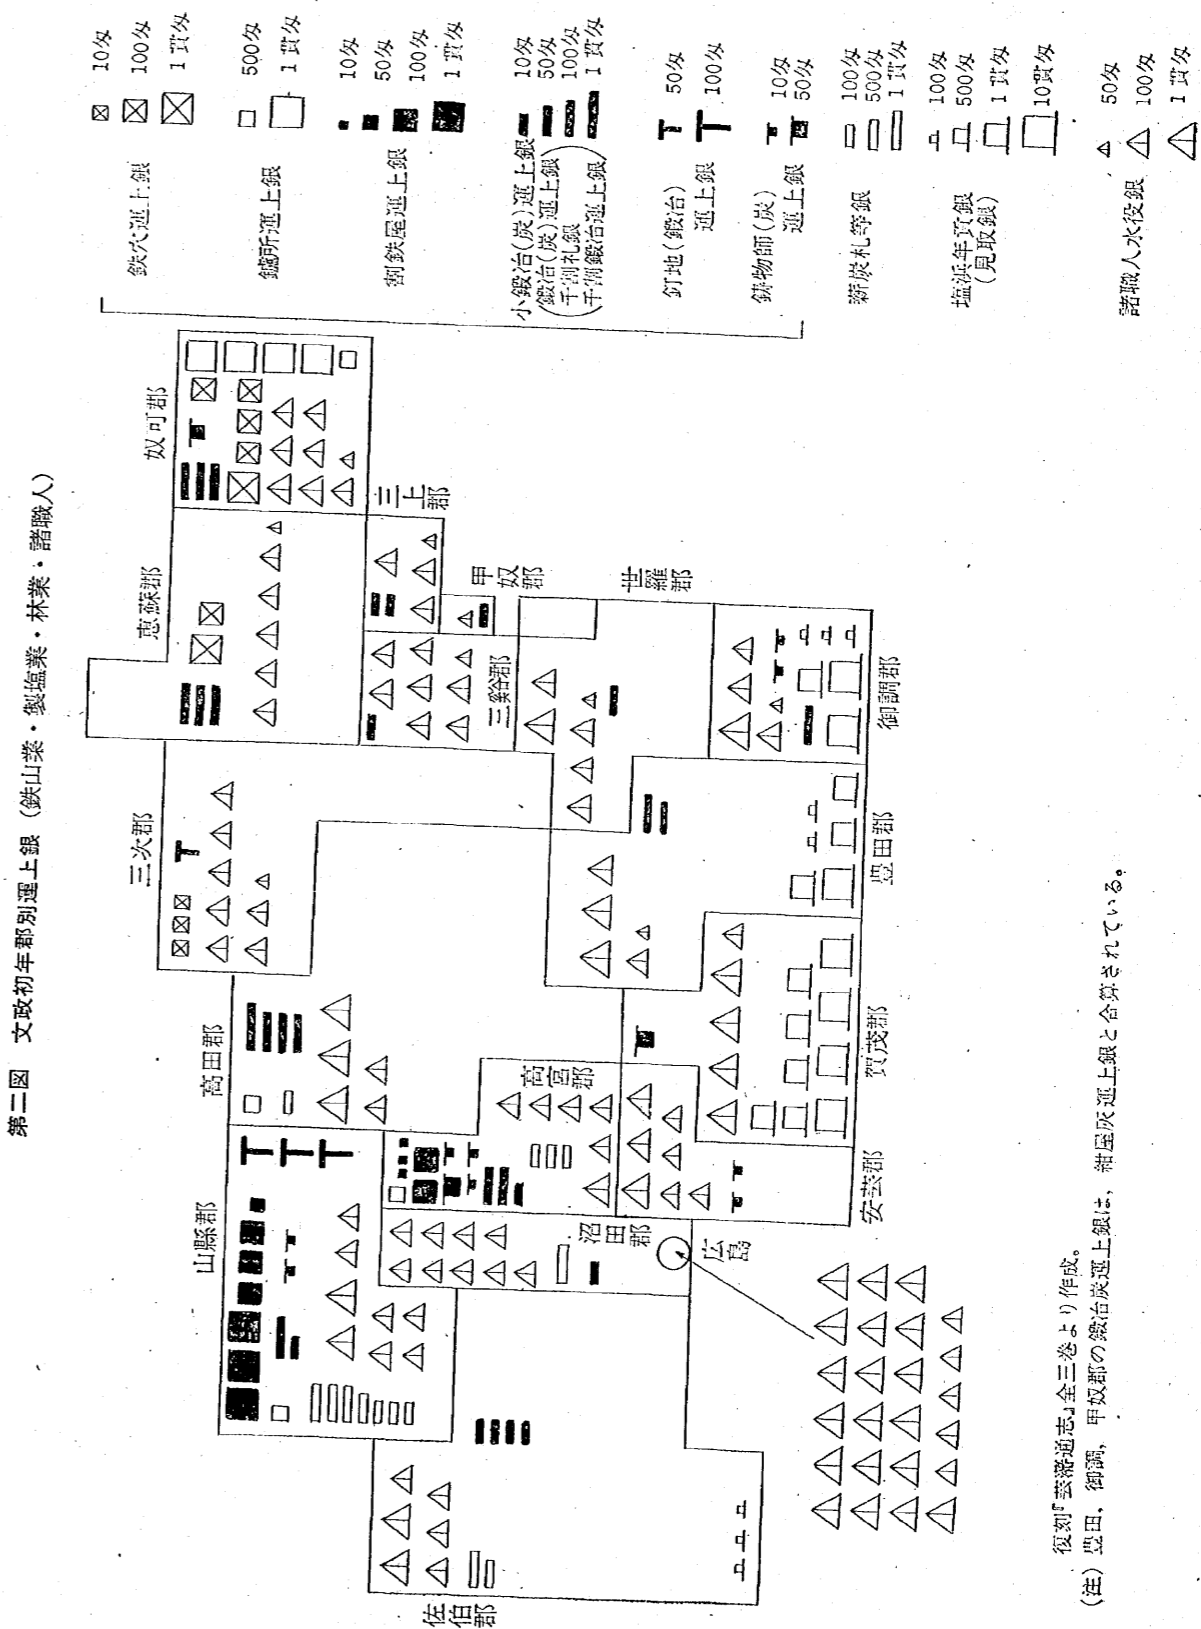 第二図 文政初年郡別運上銀（鉄山業・製塩業・林業・諸職人）
奴可郡
恵蘇郡
三上郡
甲奴郡
世羅郡
三谿郡
三次郡
御調郡
豊田郡
高田郡
賀茂郡
高宮郡
山縣郡
安芸郡
沼田郡
広島
佐伯郡
鉄穴運上銀
10匁
100匁
1貫匁
鑪所運上銀
500匁
1貫匁
割鉄屋運上銀
10匁
50匁
100匁
1貫匁
小鍛冶(炭)運上銀
(鍛冶(炭)運上銀)
(千割札銀)
(千割鍛冶運上銀)
10匁
50匁
100匁
1貫匁
釘地(鍛冶)
運上銀
50匁
100匁
鋳物師(炭)
運上銀
10匁
50匁
薪炭札等銀
100匁
500匁
1貫匁
塩浜年貢銀
(見取銀)
100匁
500匁
1貫匁
10貫匁
諸職人水役銀
50匁
100匁
1貫匁
復刻『芸藩通志』全三巻より作成。
(注) 豊田，御調，甲奴郡の鍛冶炭運上銀は，紺屋灰運上銀と合算されている。